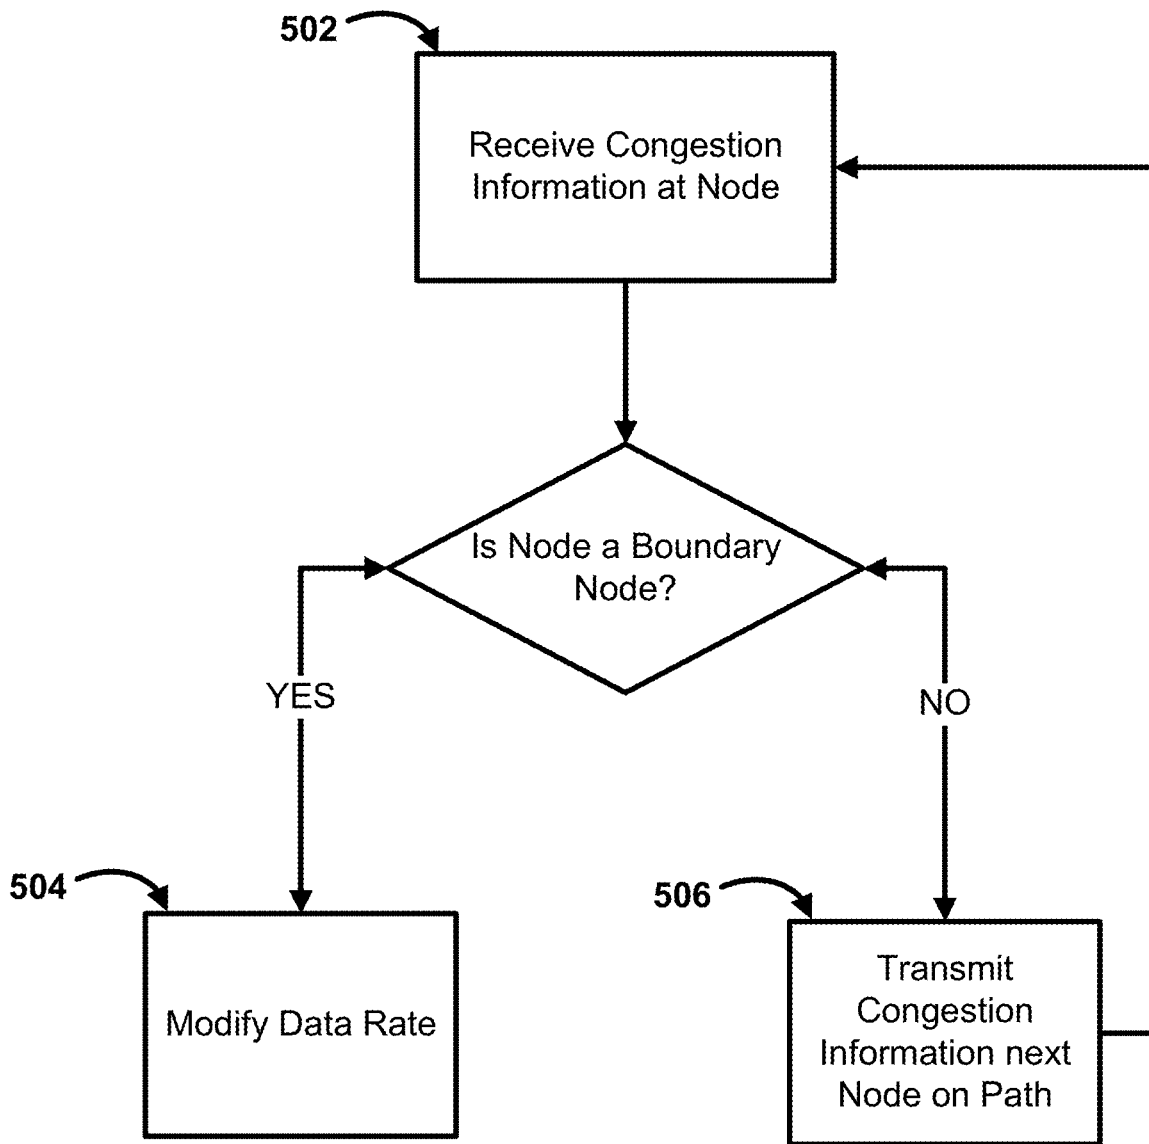 502
Receive Congestion
Information at Node
Is Node a Boundary
Node?
YES
NO
504
Modify Data Rate
506
Transmit
Congestion
Information next
Node on Path